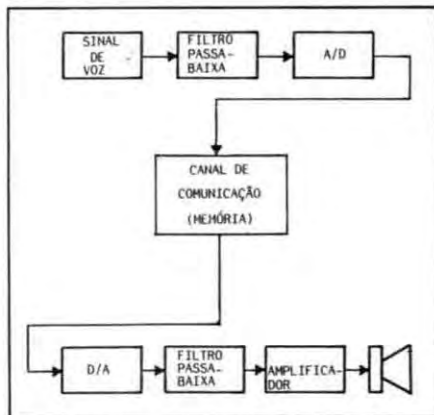 SINAL
DE
VOZ
FILTRO
PASSA-
BAIXA
A/D
CANAL DE
COMUNICAÇÃO
(MEMÓRIA)
D/A
FILTRO
PASSA-
BAIXA
AMPLIFICA-
DOR